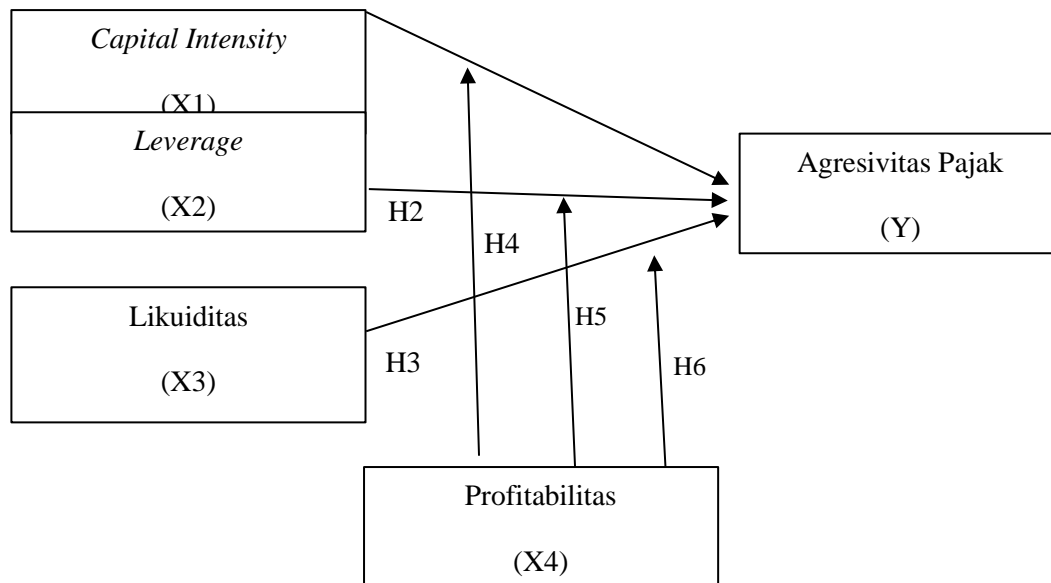 Capital Intensity
(X1)
Leverage
(X2)
Agresivitas Pajak
(Y)
H2
H4
Likuiditas
(X3)
H5
H3
H6
Profitabilitas
(X4)